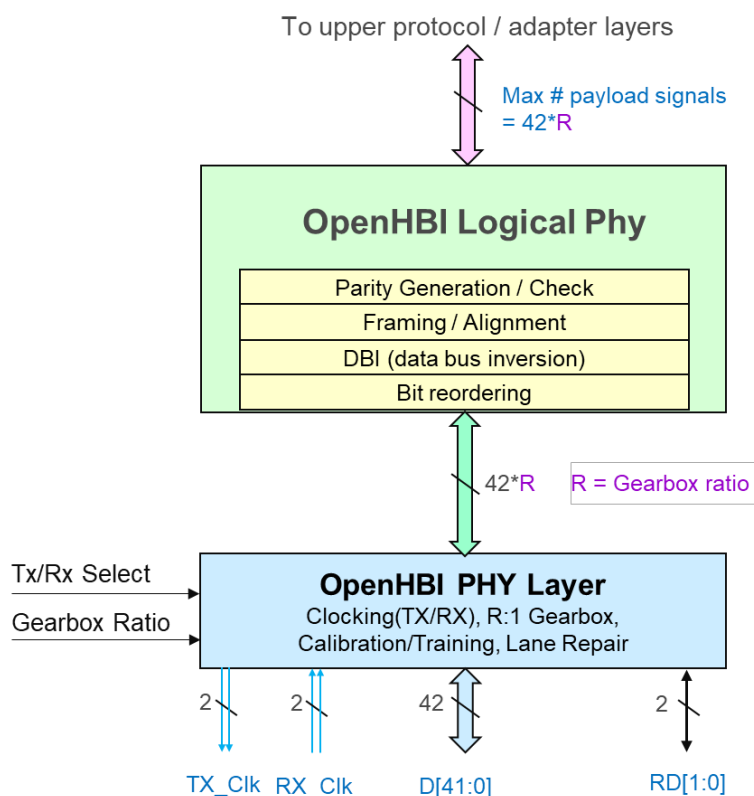 To upper protocol / adapter layers
Max # payload signals
= 42*R
OpenHBI Logical Phy
Parity Generation / Check
Framing / Alignment
DBI (data bus inversion)
Bit reordering
42*R
R = Gearbox ratio
Tx/Rx Select
Gearbox Ratio
OpenHBI PHY Layer
Clocking(TX/RX), R:1 Gearbox,
Calibration/Training, Lane Repair
2
2
42
2
TX_Clk
RX_Clk
D[41:0]
RD[1:0]